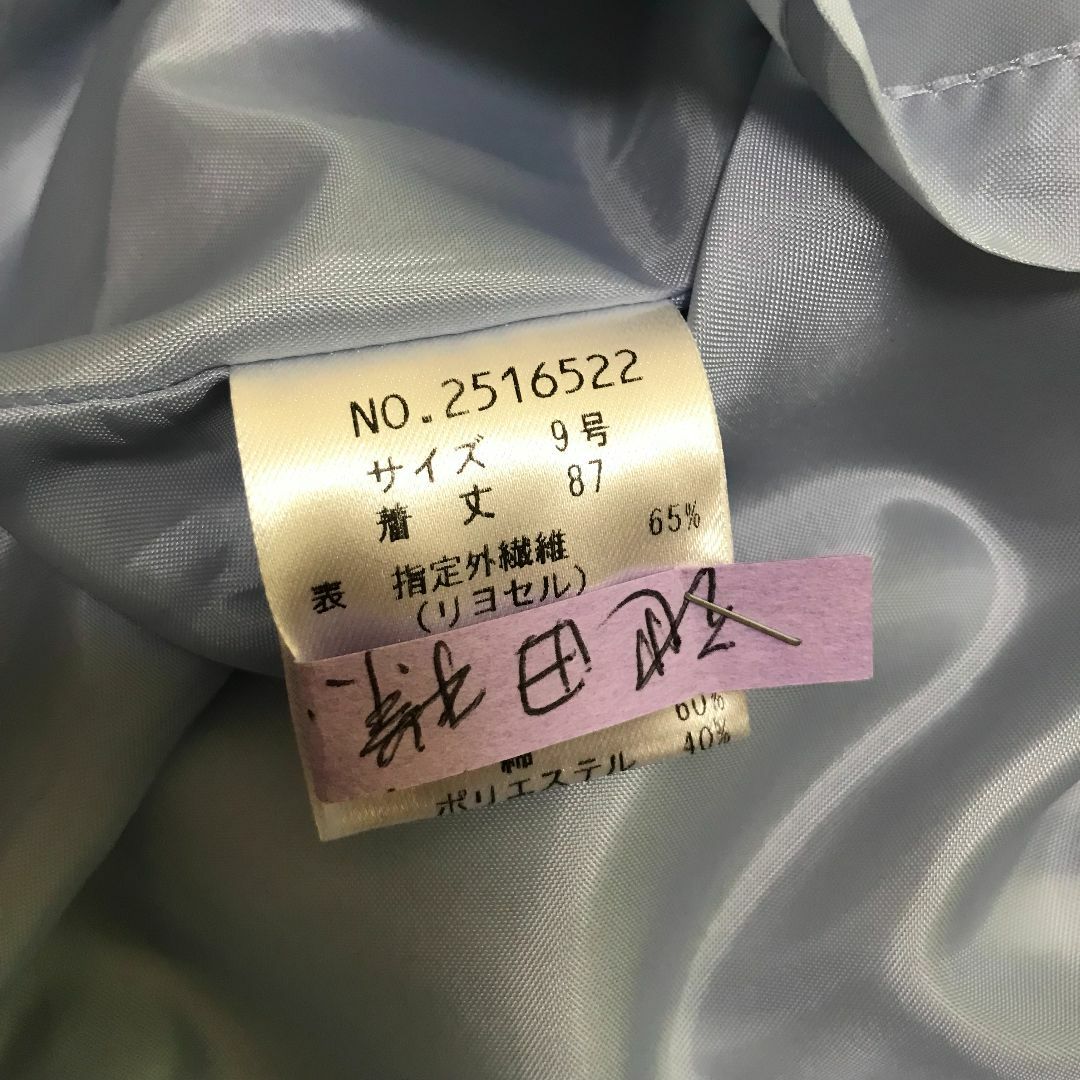 NO.2516522
サイズ 9号
着 丈 87
表 指定外繊維 65%
(リヨセル)
60%
綿
ポリエステル 40%